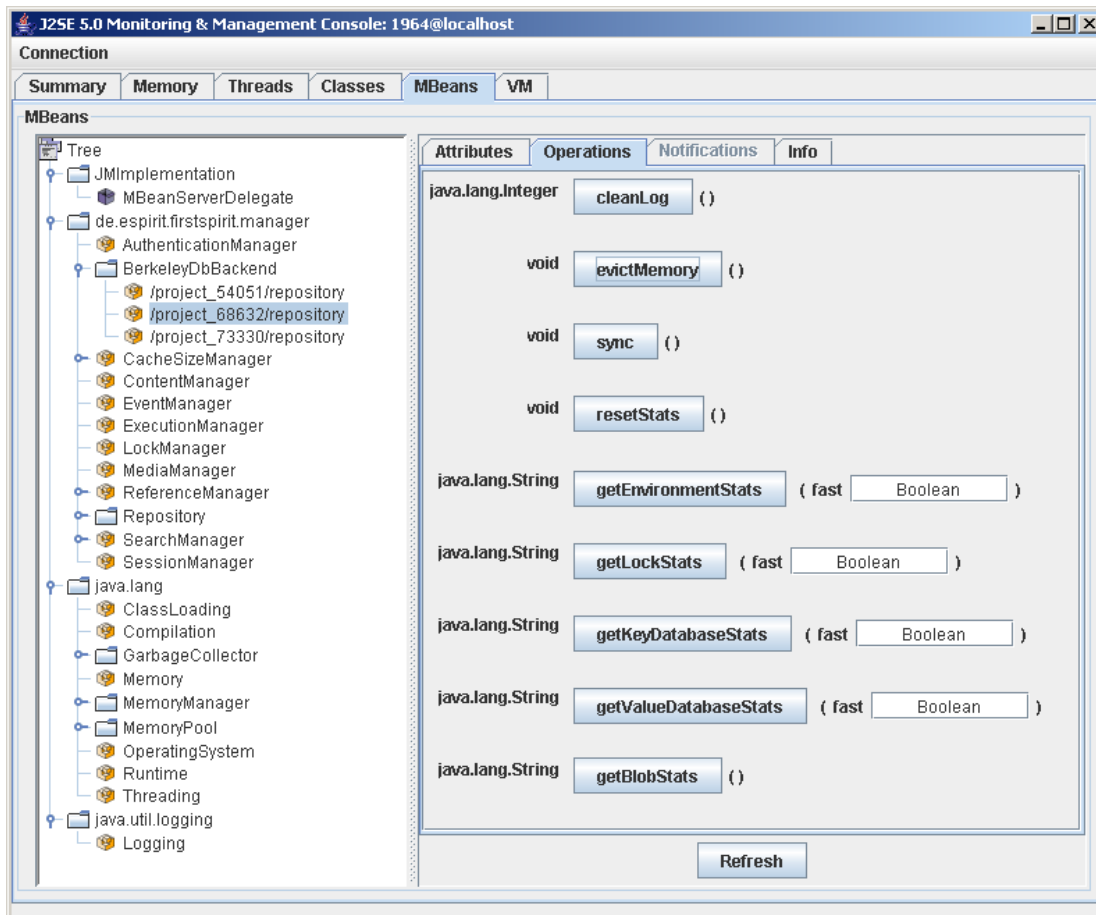 J2SE 5.0 Monitoring & Management Console: 1964@localhost
Connection
Summary Memory Threads Classes MBeans VM
MBeans
Tree
JMImplementation
MBeanServerDelegate
de.espirit.firstspirit.manager
AuthenticationManager
BerkeleyDbBackend
/project_54051/repository
/project_68632/repository
/project_73330/repository
CacheSizeManager
ContentManager
EventManager
ExecutionManager
LockManager
MediaManager
ReferenceManager
Repository
SearchManager
SessionManager
java.lang
ClassLoading
Compilation
GarbageCollector
Memory
MemoryManager
MemoryPool
OperatingSystem
Runtime
Threading
java.util.logging
Logging
Attributes Operations Notifications Info
java.lang.Integer cleanLog ( )
void evictMemory ( )
void sync ( )
void resetStats ( )
java.lang.String getEnvironmentStats ( fast Boolean )
java.lang.String getLockStats ( fast Boolean )
java.lang.String getKeyDatabaseStats ( fast Boolean )
java.lang.String getValueDatabaseStats ( fast Boolean )
java.lang.String getBlobStats ( )
Refresh